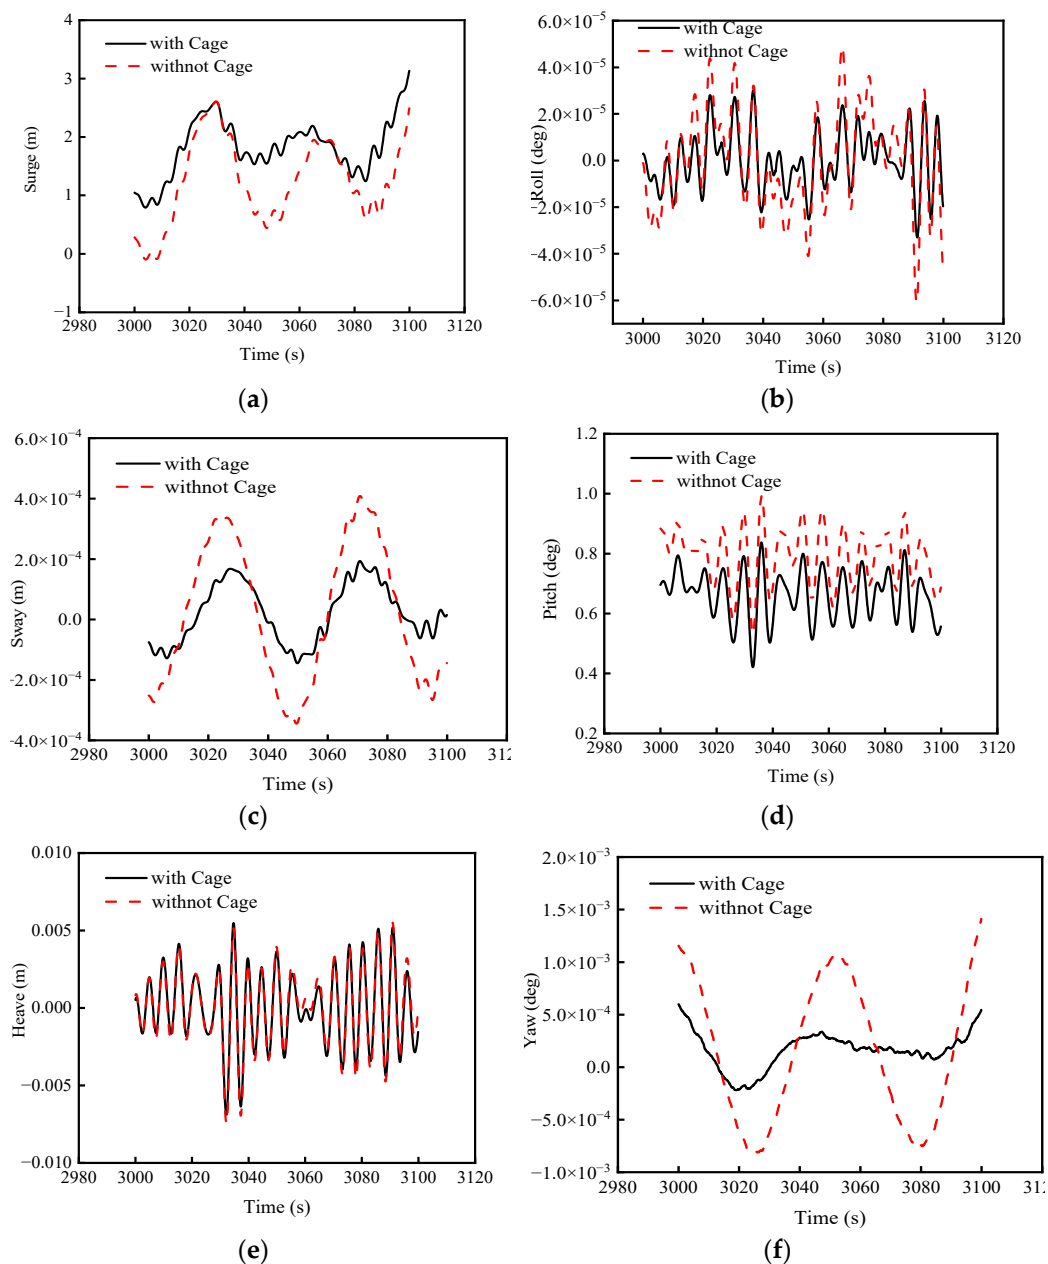 4
3
2
1
0
−1
Surge (m)
with Cage
withnot Cage
2980 3000 3020 3040 3060 3080 3100 3120
Time (s)
(a)
6.0×10⁻⁵
4.0×10⁻⁵
2.0×10⁻⁵
0.0
−2.0×10⁻⁵
−4.0×10⁻⁵
−6.0×10⁻⁵
Roll (deg)
with Cage
withnot Cage
3000 3020 3040 3060 3080 3100 3120
Time (s)
(b)
6.0×10⁻⁴
4.0×10⁻⁴
2.0×10⁻⁴
0.0
−2.0×10⁻⁴
−4.0×10⁻⁴
Sway (m)
with Cage
withnot Cage
2980 3000 3020 3040 3060 3080 3100 312
Time (s)
(c)
1.2
1.0
0.8
0.6
0.4
0.2
Pitch (deg)
with Cage
withnot Cage
2980 3000 3020 3040 3060 3080 3100 3120
Time (s)
(d)
0.010
0.005
0.000
−0.005
−0.010
Heave (m)
with Cage
withnot Cage
2980 3000 3020 3040 3060 3080 3100 3120
Time (s)
(e)
2.0×10⁻³
1.5×10⁻³
1.0×10⁻³
5.0×10⁻⁴
0.0
−5.0×10⁻⁴
−1.0×10⁻³
Yaw (deg)
with Cage
withnot Cage
2980 3000 3020 3040 3060 3080 3100 312
Time (s)
(f)